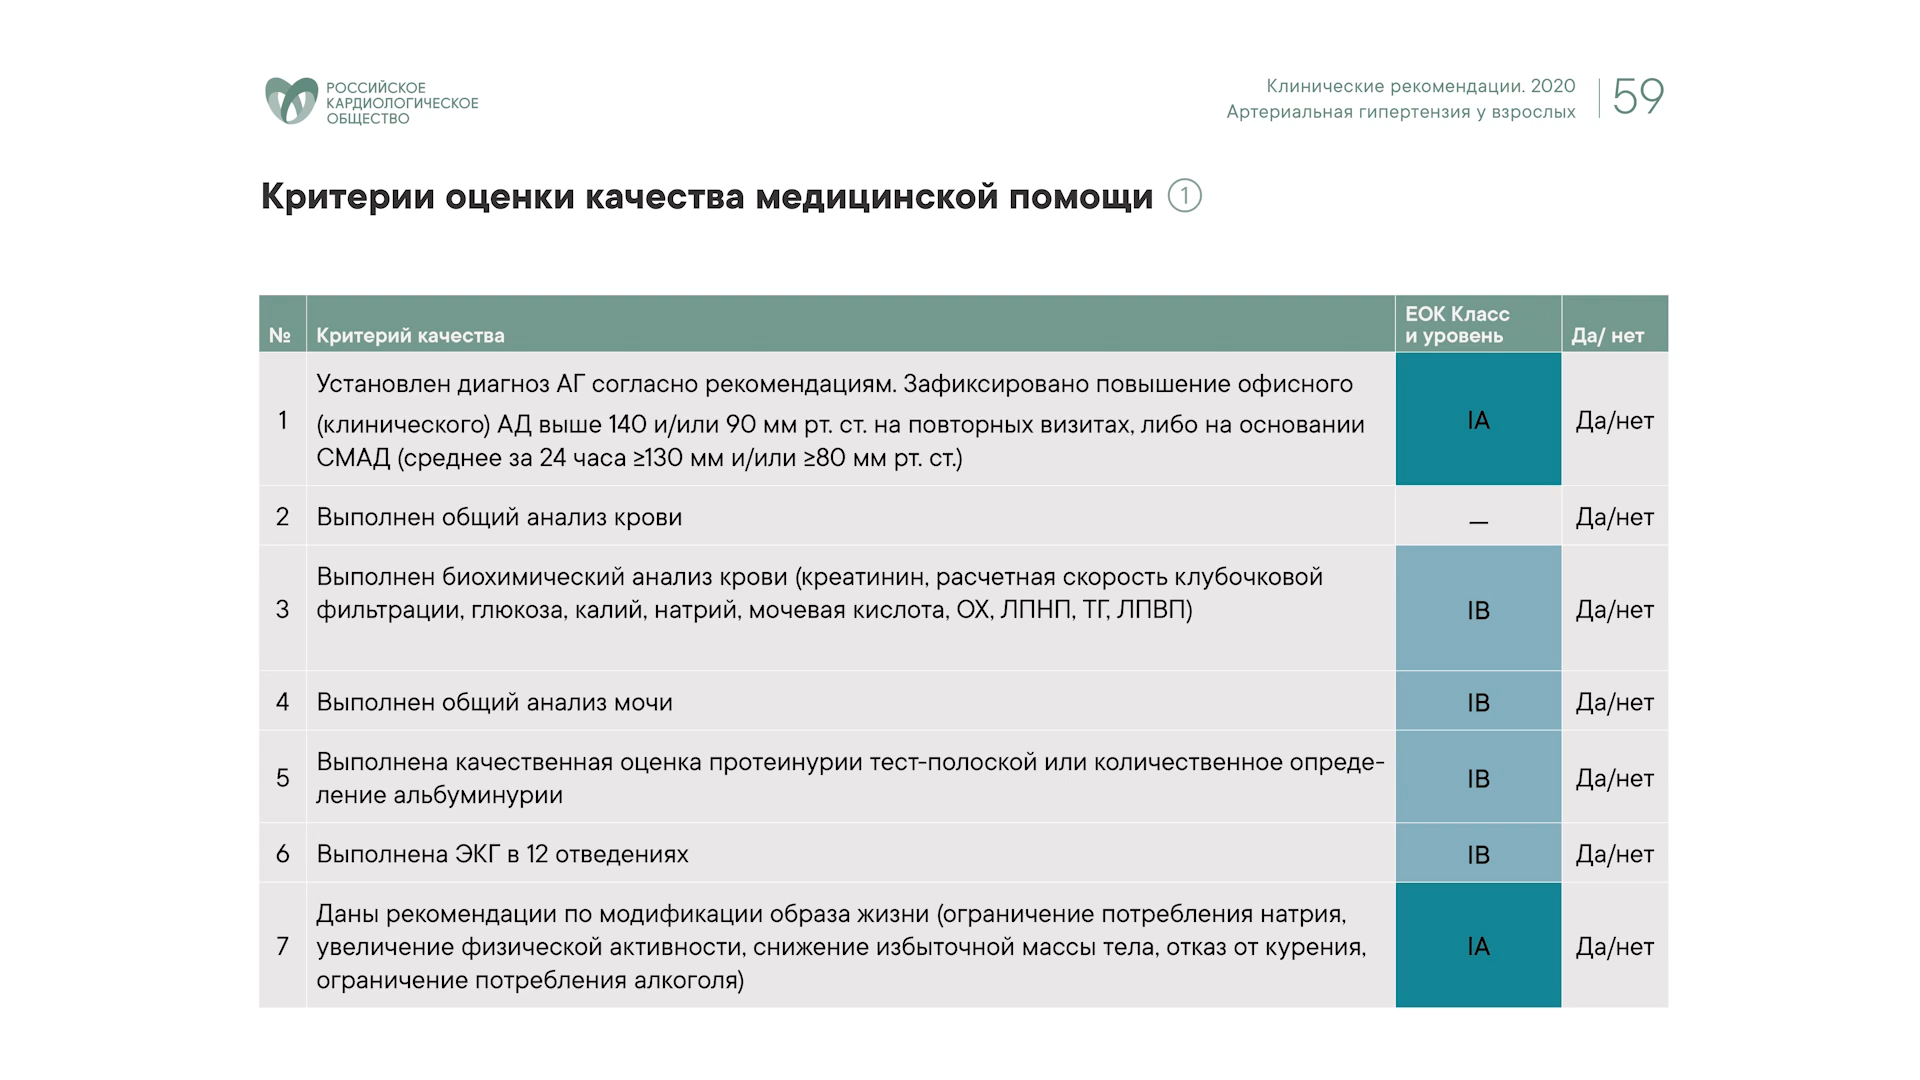 РОССИЙСКОЕ
КАРДИОЛОГИЧЕСКОЕ
ОБЩЕСТВО
Клинические рекомендации. 2020
Артериальная гипертензия у взрослых
59
Критерии оценки качества медицинской помощи 1
№
Критерий качества
ЕОК Класс
и уровень
Да/ нет
1
Установлен диагноз АГ согласно рекомендациям. Зафиксировано повышение офисного
(клинического) АД выше 140 и/или 90 мм рт. ст. на повторных визитах, либо на основании
СМАД (среднее за 24 часа ≥130 мм и/или ≥80 мм рт. ст.)
IA
Да/нет
2
Выполнен общий анализ крови
—
Да/нет
3
Выполнен биохимический анализ крови (креатинин, расчетная скорость клубочковой
фильтрации, глюкоза, калий, натрий, мочевая кислота, ОХ, ЛПНП, ТГ, ЛПВП)
IB
Да/нет
4
Выполнен общий анализ мочи
IB
Да/нет
5
Выполнена качественная оценка протеинурии тест-полоской или количественное опреде-
ление альбуминурии
IB
Да/нет
6
Выполнена ЭКГ в 12 отведениях
IB
Да/нет
7
Даны рекомендации по модификации образа жизни (ограничение потребления натрия,
увеличение физической активности, снижение избыточной массы тела, отказ от курения,
ограничение потребления алкоголя)
IA
Да/нет